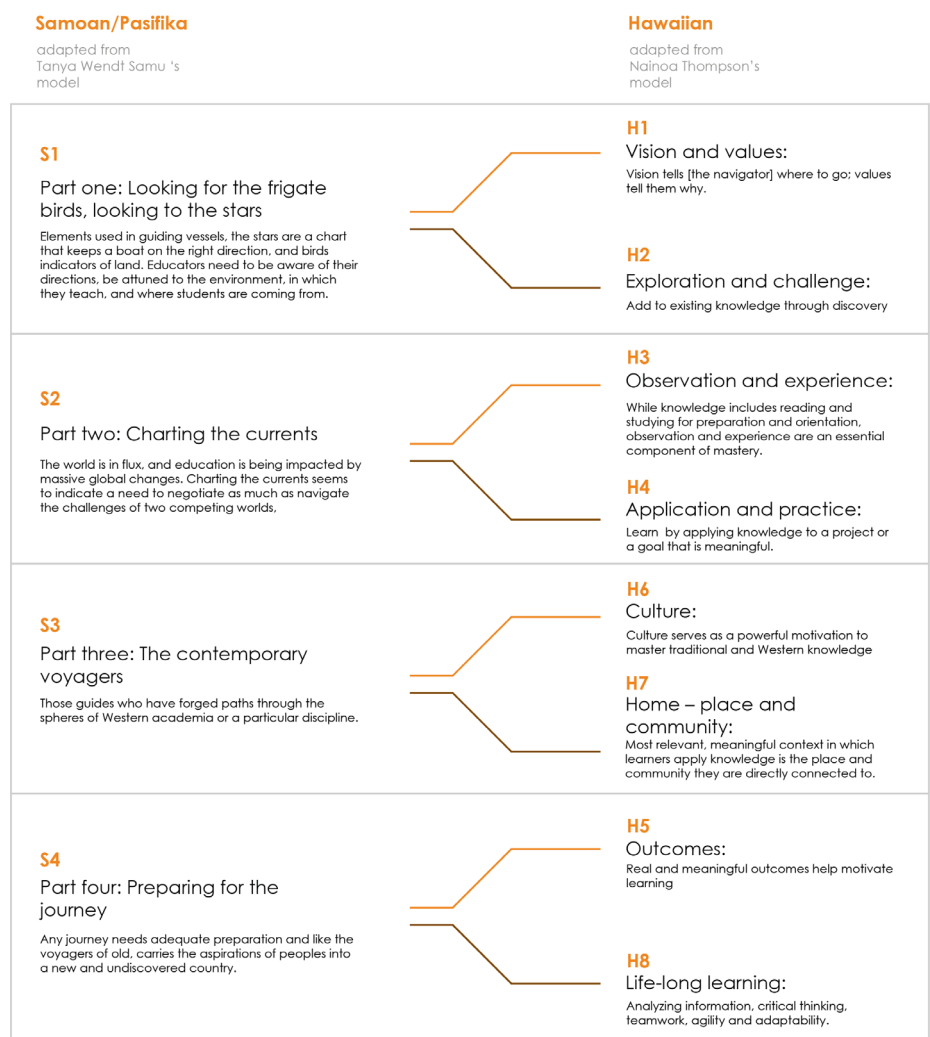 Samoan/Pasifika
adapted from
Tanya Wendt Samu ‘s
model
Hawaiian
adapted from
Nainoa Thompson’s
model
S1
Part one: Looking for the frigate
birds, looking to the stars
Elements used in guiding vessels, the stars are a chart
that keeps a boat on the right direction, and birds
indicators of land. Educators need to be aware of their
directions, be attuned to the environment, in which
they teach, and where students are coming from.
H1
Vision and values:
Vision tells [the navigator] where to go; values
tell them why.
H2
Exploration and challenge:
Add to existing knowledge through discovery
S2
Part two: Charting the currents
The world is in flux, and education is being impacted by
massive global changes. Charting the currents seems
to indicate a need to negotiate as much as navigate
the challenges of two competing worlds,
H3
Observation and experience:
While knowledge includes reading and
studying for preparation and orientation,
observation and experience are an essential
component of mastery.
H4
Application and practice:
Learn  by applying knowledge to a project or
a goal that is meaningful.
S3
Part three: The contemporary
voyagers
Those guides who have forged paths through the
spheres of Western academia or a particular discipline.
H6
Culture:
Culture serves as a powerful motivation to
master traditional and Western knowledge
H7
Home – place and
community:
Most relevant, meaningful context in which
learners apply knowledge is the place and
community they are directly connected to.
S4
Part four: Preparing for the
journey
Any journey needs adequate preparation and like the
voyagers of old, carries the aspirations of peoples into
a new and undiscovered country.
H5
Outcomes:
Real and meaningful outcomes help motivate
learning
H8
Life-long learning:
Analyzing information, critical thinking,
teamwork, agility and adaptability.